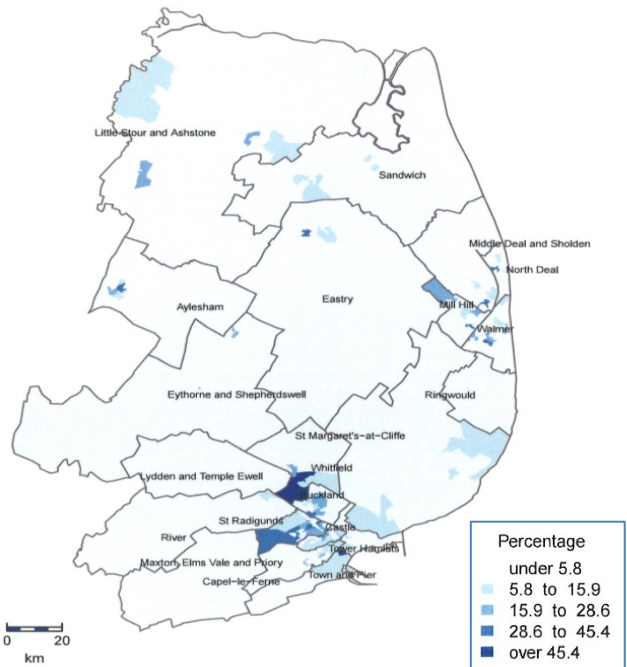 Little Stour and Ashstone
Sandwich
Middle Deal and Sholden
North Deal
Eastry
Mill Hill
Aylesham
Walmer
Eythorne and Shepherdswell
Ringwould
St Margaret's-at-Cliffe
Whitfield
Lydden and Temple Ewell
Buckland
St Radigunds
Castle
River
Tower Hamlets
Maxton, Elms Vale and Priory
Town and Pier
Capel-le-Ferne
Percentage
under 5.8
5.8 to 15.9
15.9 to 28.6
28.6 to 45.4
over 45.4
0 20
km